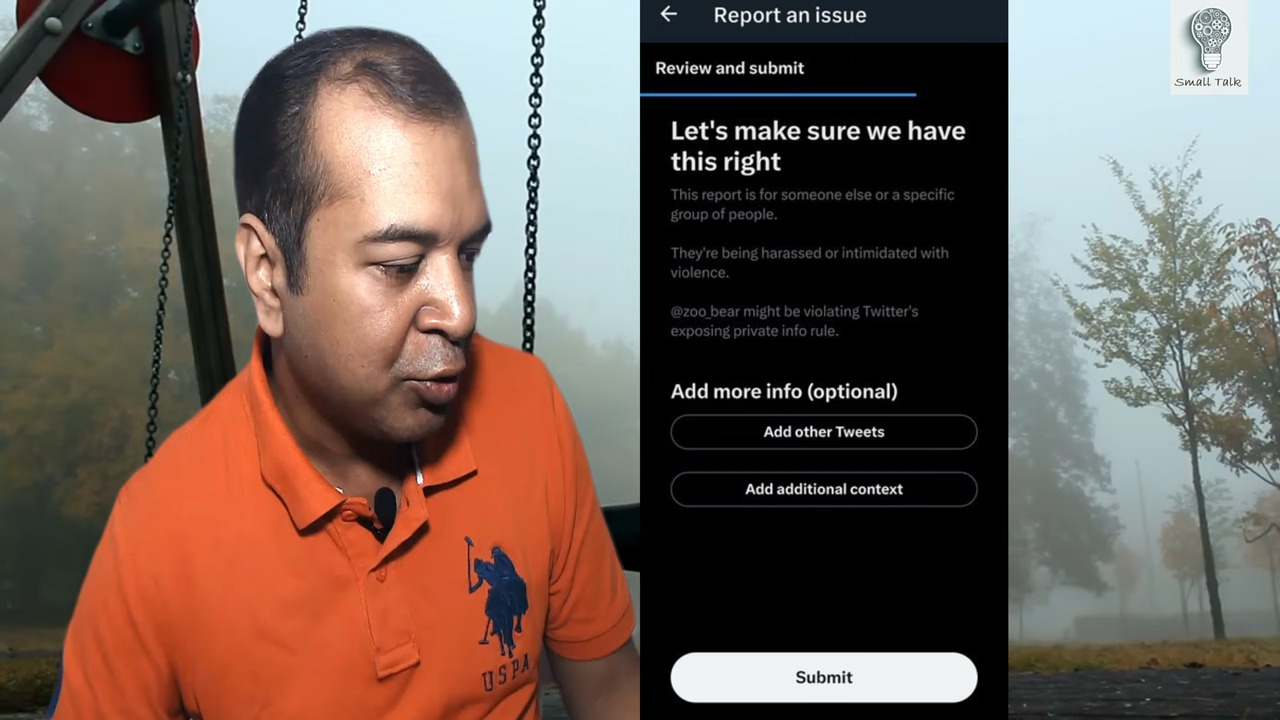 Report an issue
Small Talk
Review and submit
Let's make sure we have
this right
This report is for someone else or a specific
group of people.
They're being harassed or intimidated with
violence.
@zoo_bear might be violating Twitter's
exposing private info rule.
Add more info (optional)
Add other Tweets
Add additional context
USPA
Submit